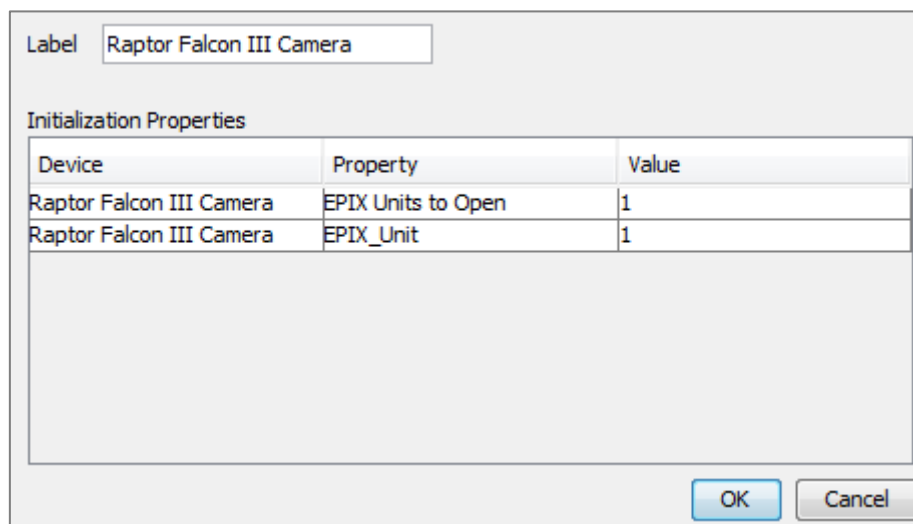 Label Raptor Falcon III Camera
Initialization Properties
Device Property Value
Raptor Falcon III Camera EPIX Units to Open 1
Raptor Falcon III Camera EPIX_Unit 1
OK Cancel